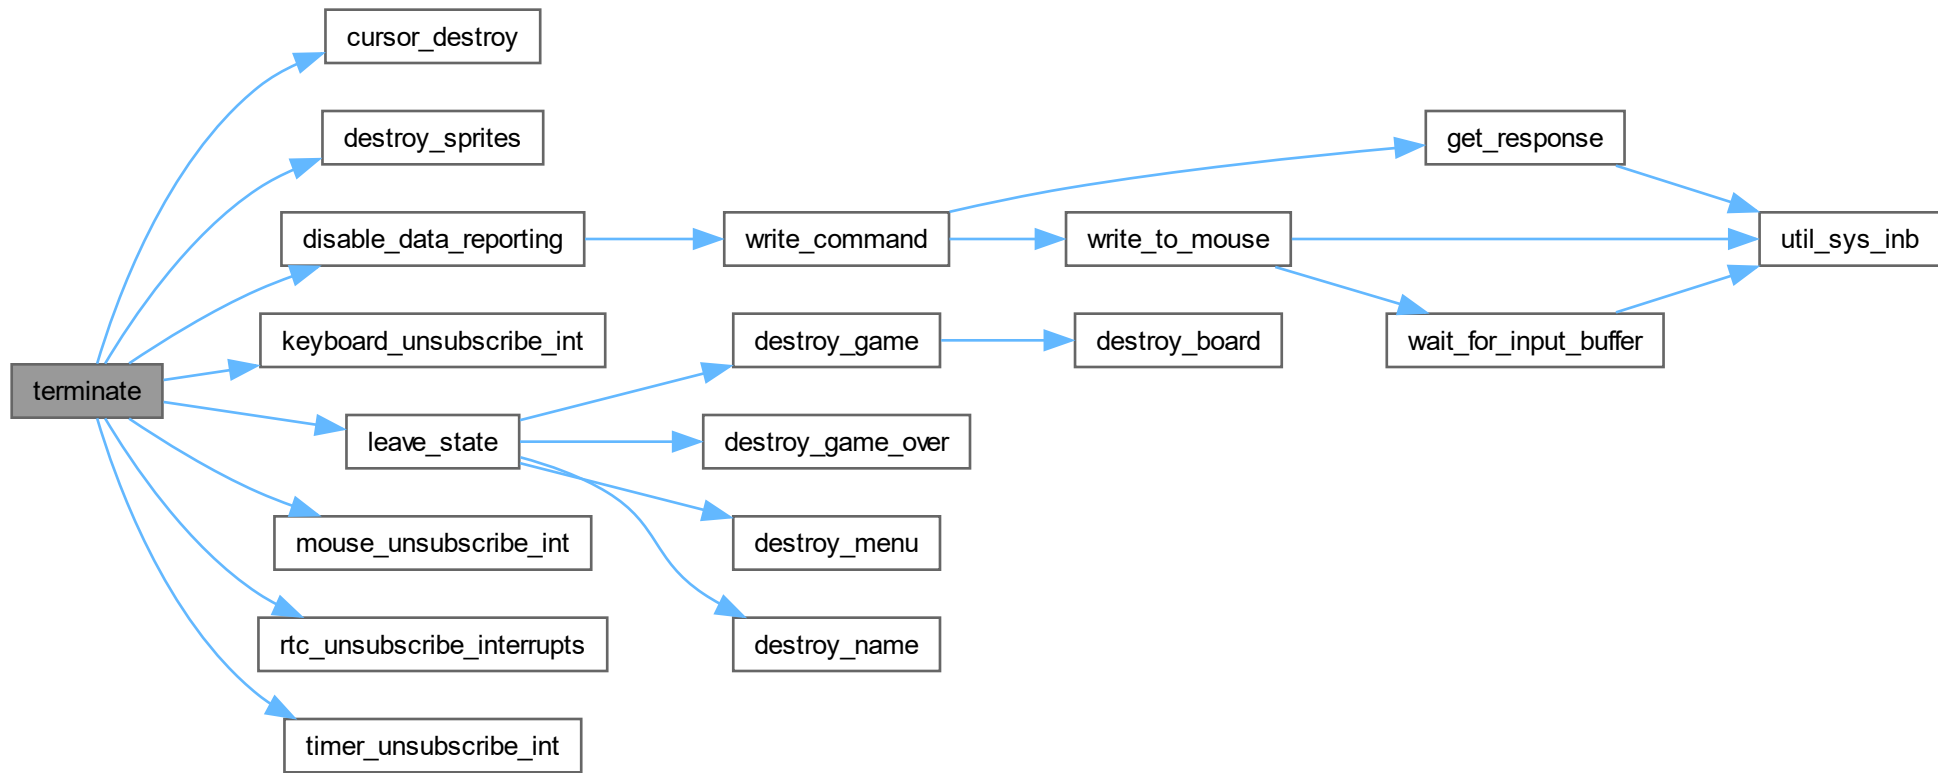 cursor_destroy
destroy_sprites
get_response
disable_data_reporting
write_command
write_to_mouse
util_sys_inb
keyboard_unsubscribe_int
destroy_game
destroy_board
wait_for_input_buffer
terminate
leave_state
destroy_game_over
mouse_unsubscribe_int
destroy_menu
rtc_unsubscribe_interrupts
destroy_name
timer_unsubscribe_int